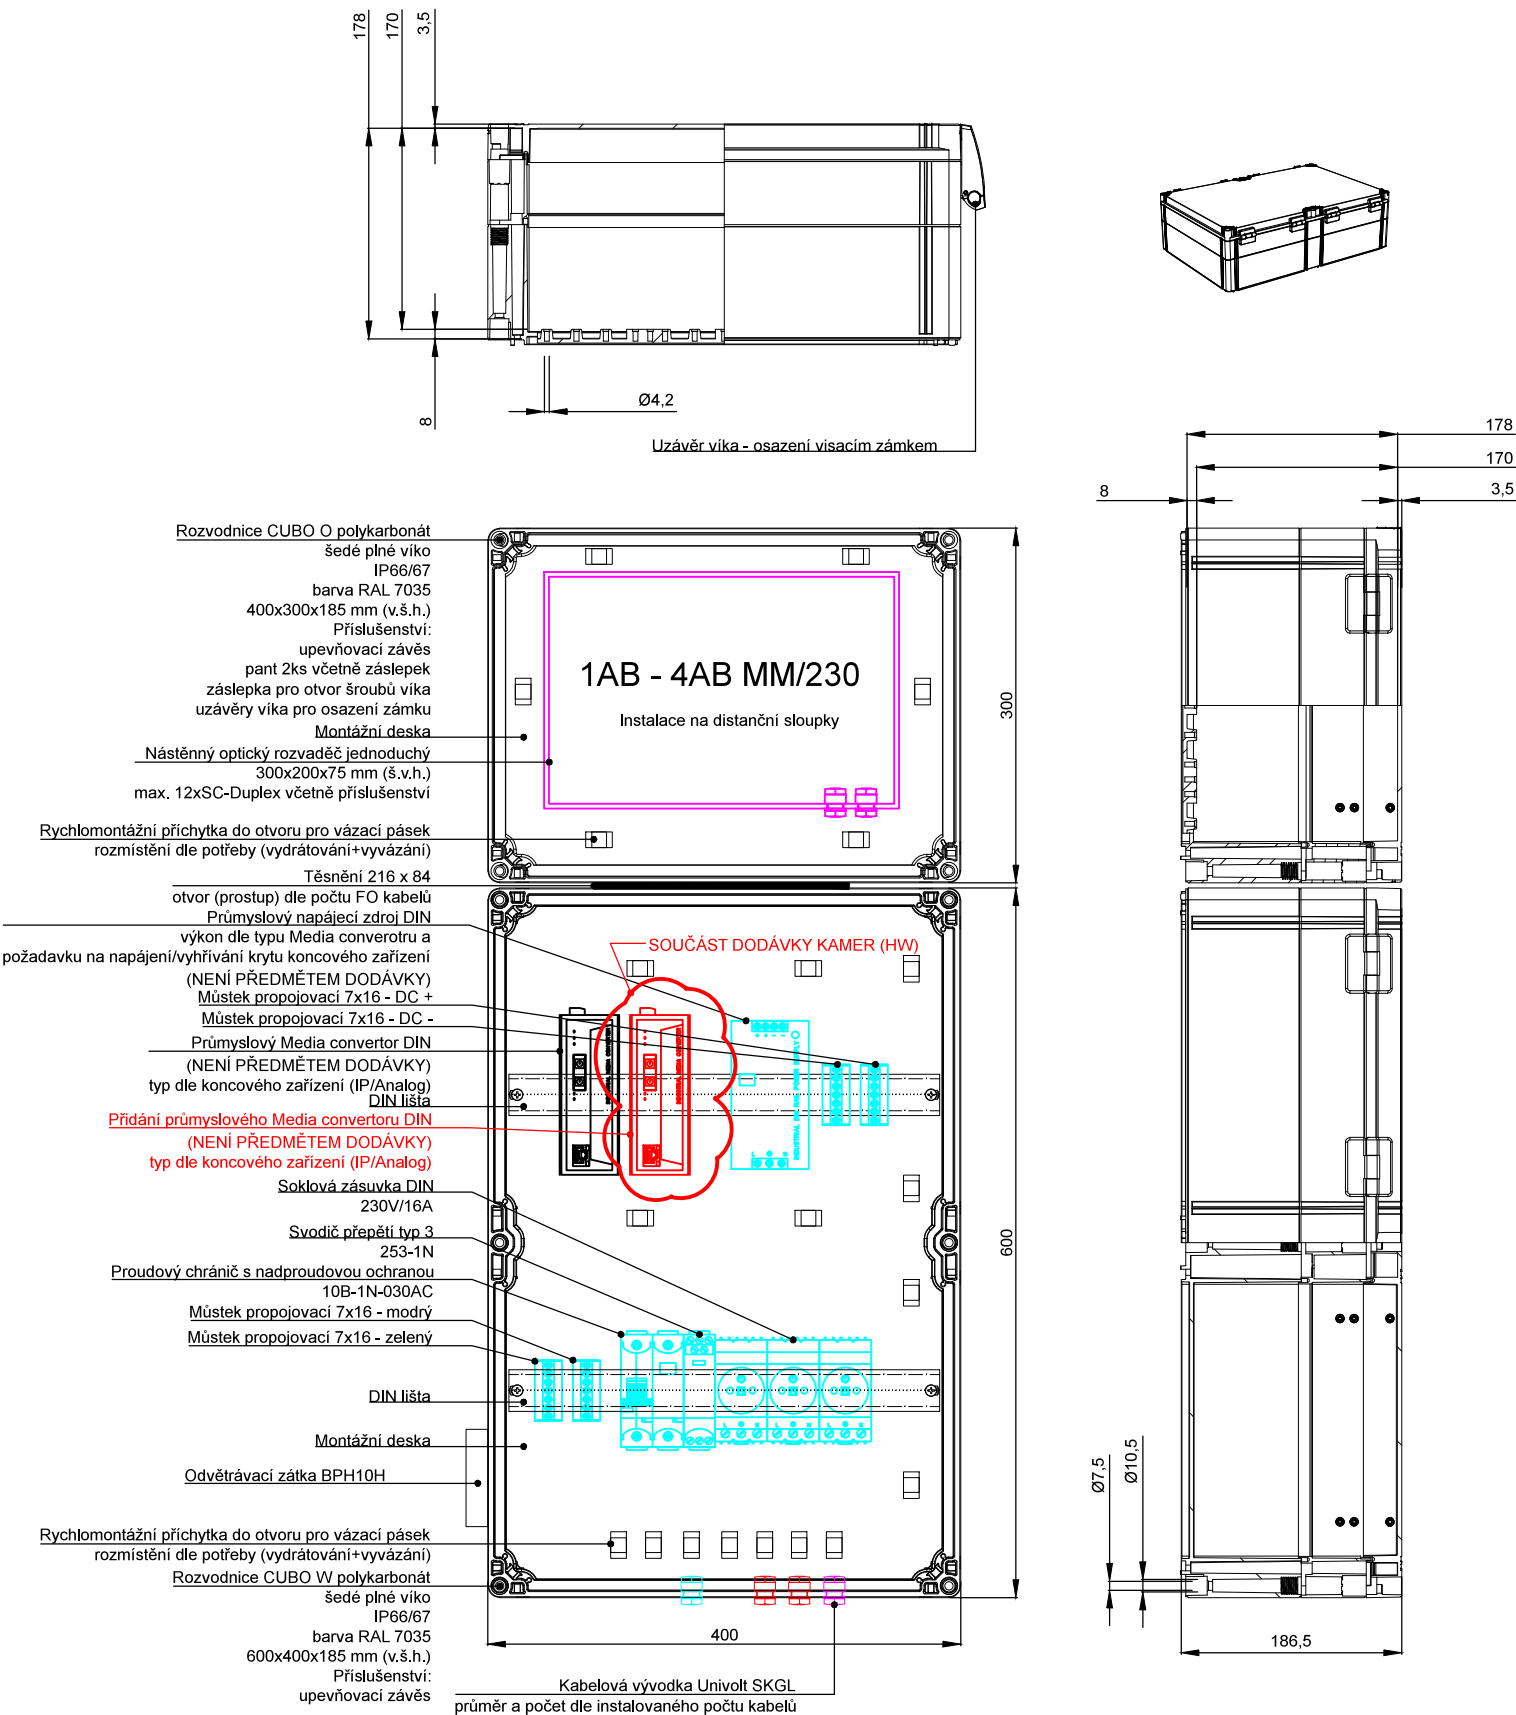 178
170
3,5
8
Ø4,2
Uzávěr víka - osazení visacím zámkem
178
170
8
3,5
Rozvodnice CUBO O polykarbonát
šedé plné víko
IP66/67
barva RAL 7035
400x300x185 mm (v.š.h.)
Příslušenství:
upevňovací závěs
pant 2ks včetně záslepek
záslepka pro otvor šroubů víka
uzávěry víka pro osazení zámku
Montážní deska
Nástěnný optický rozvaděč jednoduchý
300x200x75 mm (š.v.h.)
max. 12xSC-Duplex včetně příslušenství
Rychlomontážní příchytka do otvoru pro vázací pásek
rozmístění dle potřeby (vydrátování+vyvázání)
1AB - 4AB MM/230
Instalace na distanční sloupky
300
Těsnění 216 x 84
otvor (prostup) dle počtu FO kabelů
Průmyslový napájecí zdroj DIN
výkon dle typu Media converotru a
požadavku na napájení/vyhřívání krytu koncového zařízení
(NENÍ PŘEDMĚTEM DODÁVKY)
Můstek propojovací 7x16 - DC +
Můstek propojovací 7x16 - DC -
Průmyslový Media convertor DIN
(NENÍ PŘEDMĚTEM DODÁVKY)
typ dle koncového zařízení (IP/Analog)
DIN lišta
Přidání průmyslového Media convertoru DIN
(NENÍ PŘEDMĚTEM DODÁVKY)
typ dle koncového zařízení (IP/Analog)
SOUČÁST DODÁVKY KAMER (HW)
INDUSTRIAL MEDIA CONVERTER
INDUSTRIAL MEDIA CONVERTER
INDUSTRIAL DIN RAIL POWER SUPPLY
Soklová zásuvka DIN
230V/16A
Svodič přepětí typ 3
253-1N
Proudový chránič s nadproudovou ochranou
10B-1N-030AC
Můstek propojovací 7x16 - modrý
Můstek propojovací 7x16 - zelený
DIN lišta
Montážní deska
Odvětrávací zátka BPH10H
Rychlomontážní příchytka do otvoru pro vázací pásek
rozmístění dle potřeby (vydrátování+vyvázání)
Rozvodnice CUBO W polykarbonát
šedé plné víko
IP66/67
barva RAL 7035
600x400x185 mm (v.š.h.)
Příslušenství:
upevňovací závěs
600
400
Kabelová vývodka Univolt SKGL
průměr a počet dle instalovaného počtu kabelů
Ø7,5
Ø10,5
186,5